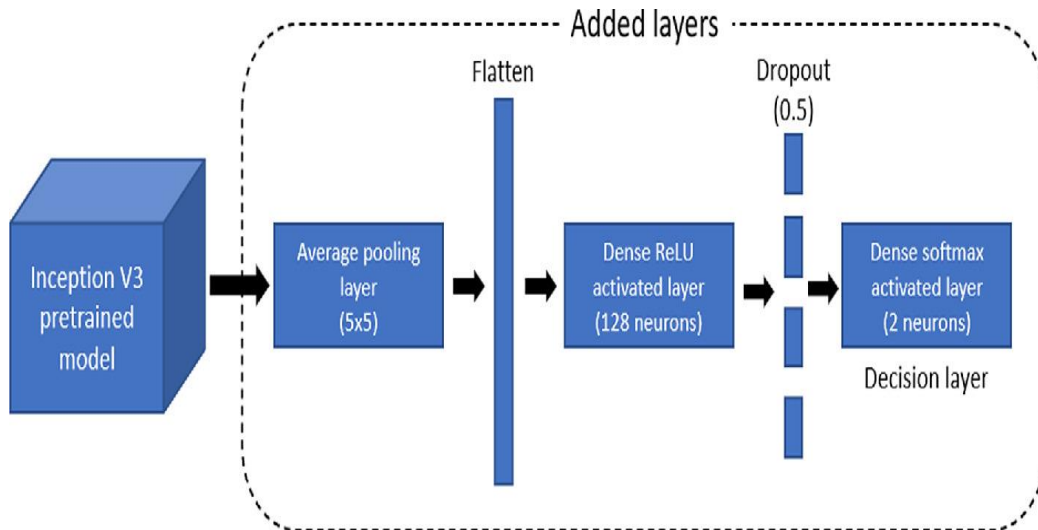 Added layers
Flatten
Dropout
(0.5)
Inception V3
pretrained
model
Average pooling
layer
(5x5)
Dense ReLU
activated layer
(128 neurons)
Dense softmax
activated layer
(2 neurons)
Decision layer